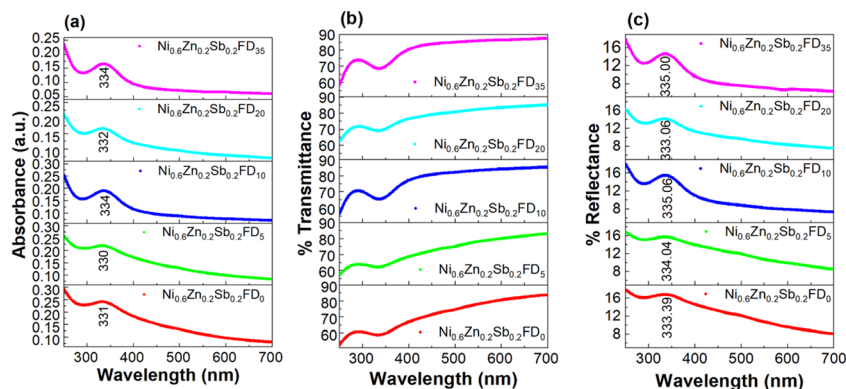 (a)
Absorbance (a.u.)
0.25
0.20
0.15
0.10
0.05
Ni0.6Zn0.2Sb0.2FD35
334
0.20
0.15
0.10
Ni0.6Zn0.2Sb0.2FD20
332
0.30
0.25
0.20
0.15
0.10
Ni0.6Zn0.2Sb0.2FD10
334
0.30
0.25
0.20
0.15
0.10
Ni0.6Zn0.2Sb0.2FD5
330
0.30
0.25
0.20
0.15
0.10
Ni0.6Zn0.2Sb0.2FD0
331
300 400 500 600 700
Wavelength (nm)
(b)
% Transmittance
90
80
70
60
Ni0.6Zn0.2Sb0.2FD35
90
80
70
60
Ni0.6Zn0.2Sb0.2FD20
90
80
70
60
Ni0.6Zn0.2Sb0.2FD10
90
80
70
60
Ni0.6Zn0.2Sb0.2FD5
90
80
70
60
Ni0.6Zn0.2Sb0.2FD0
300 400 500 600 700
Wavelength (nm)
(c)
% Reflectance
16
12
8
Ni0.6Zn0.2Sb0.2FD35
335.00
16
12
8
Ni0.6Zn0.2Sb0.2FD20
333.06
16
12
8
Ni0.6Zn0.2Sb0.2FD10
335.06
16
12
8
Ni0.6Zn0.2Sb0.2FD5
334.04
16
12
8
Ni0.6Zn0.2Sb0.2FD0
333.39
300 400 500 600 700
Wavelength (nm)